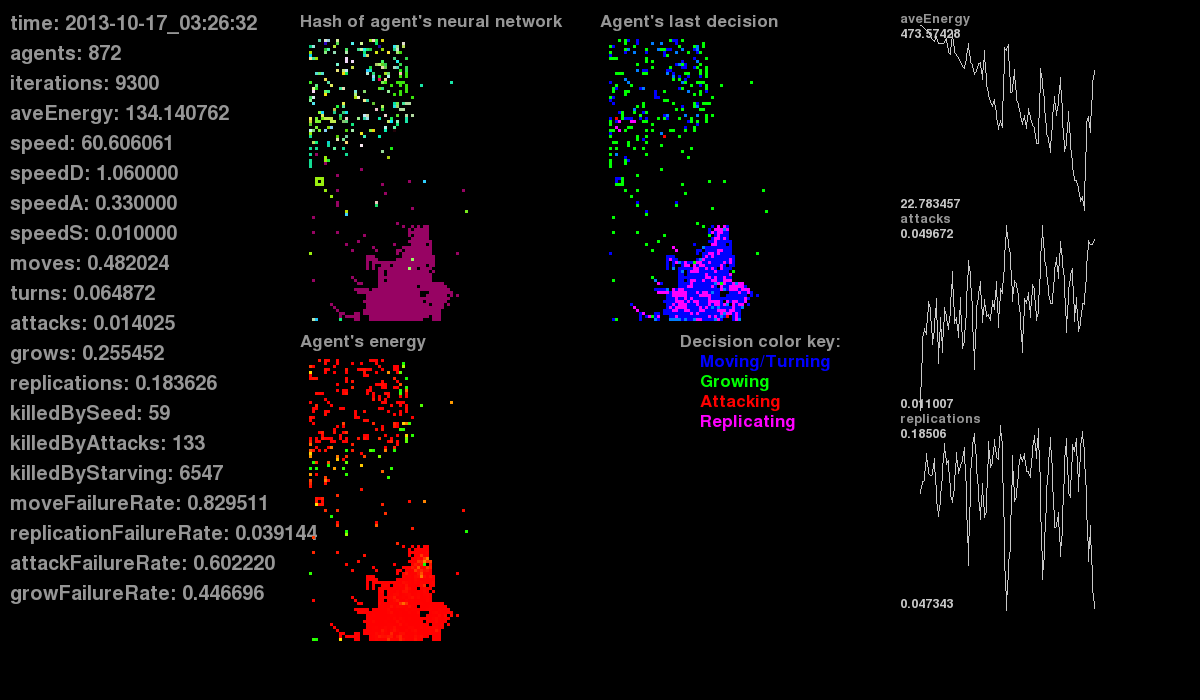 time: 2013-10-17_03:26:32
agents: 872
iterations: 9300
aveEnergy: 134.140762
speed: 60.606061
speedD: 1.060000
speedA: 0.330000
speedS: 0.010000
moves: 0.482024
turns: 0.064872
attacks: 0.014025
grows: 0.255452
replications: 0.183626
killedBySeed: 59
killedByAttacks: 133
killedByStarving: 6547
moveFailureRate: 0.829511
replicationFailureRate: 0.039144
attackFailureRate: 0.602220
growFailureRate: 0.446696
Hash of agent's neural network
Agent's last decision
Agent's energy
Decision color key:
Moving/Turning
Growing
Attacking
Replicating
aveEnergy
473.57428
22.783457
attacks
0.049672
0.011007
replications
0.18506
0.047343